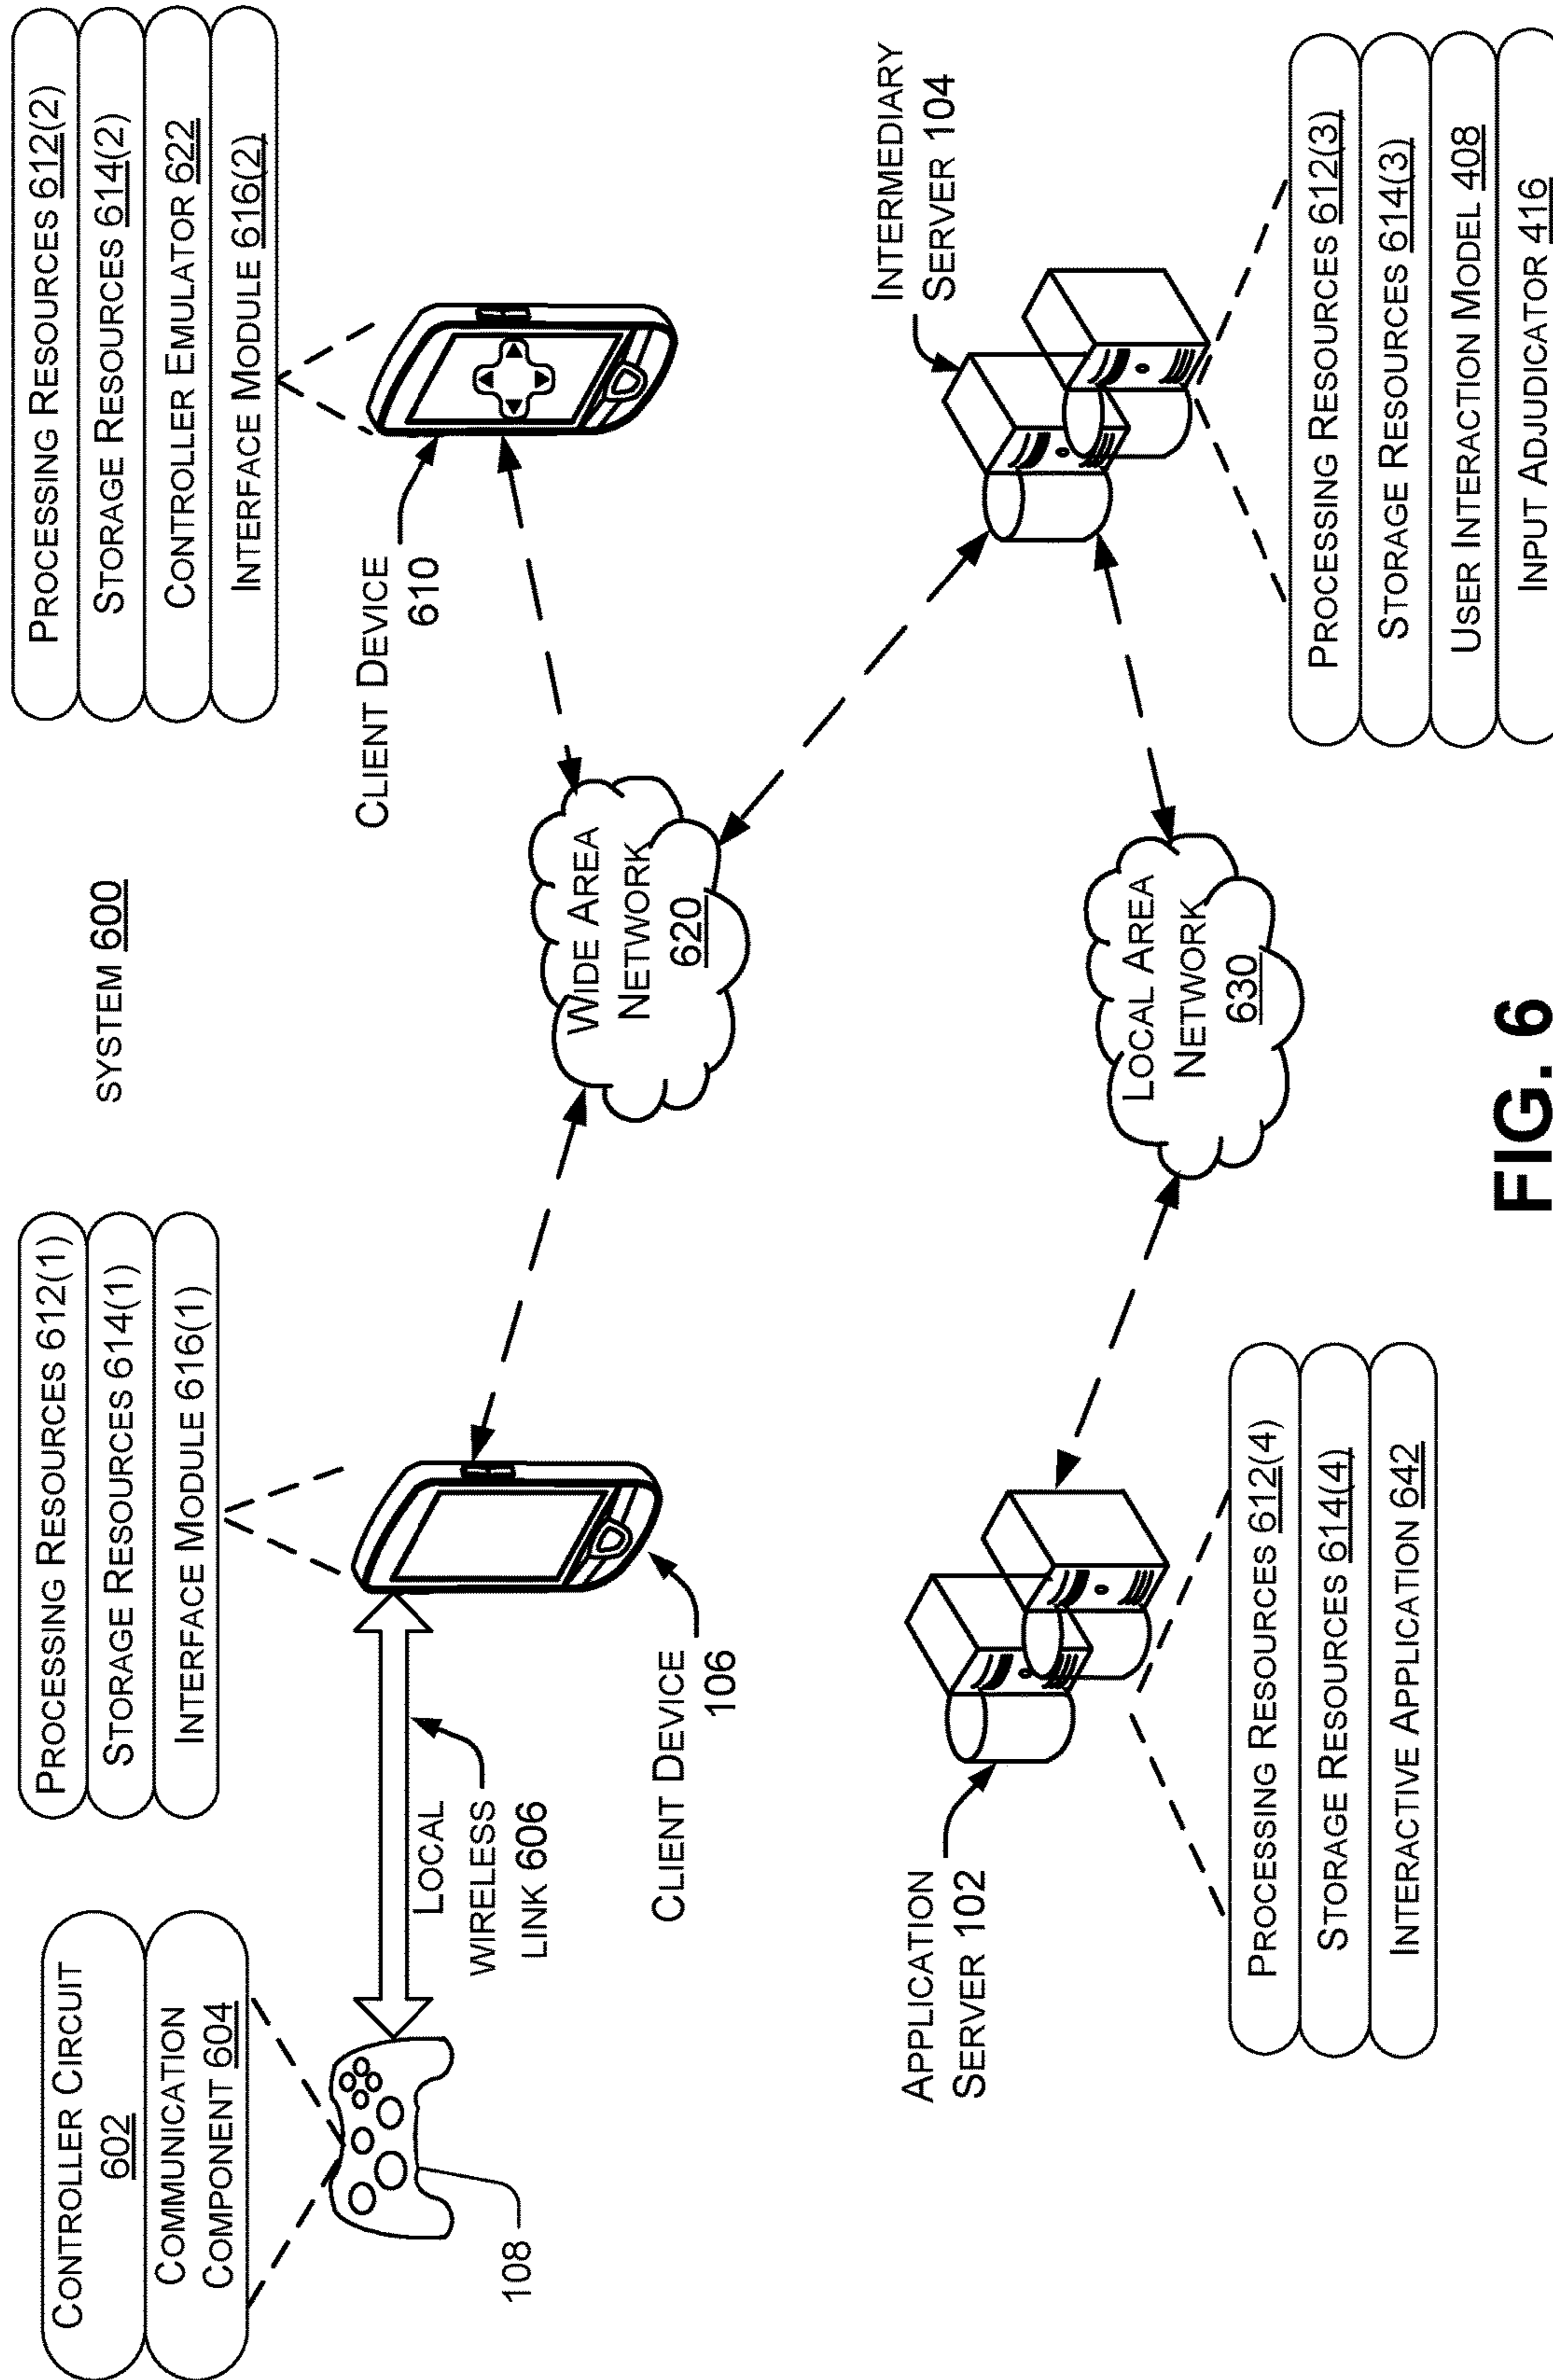 SYSTEM 600
CONTROLLER CIRCUIT
602
COMMUNICATION
COMPONENT 604
108
LOCAL
WIRELESS
LINK 606
PROCESSING RESOURCES 612(1)
STORAGE RESOURCES 614(1)
INTERFACE MODULE 616(1)
CLIENT DEVICE
106
PROCESSING RESOURCES 612(2)
STORAGE RESOURCES 614(2)
CONTROLLER EMULATOR 622
INTERFACE MODULE 616(2)
CLIENT DEVICE
610
WIDE AREA
NETWORK
620
APPLICATION
SERVER 102
PROCESSING RESOURCES 612(4)
STORAGE RESOURCES 614(4)
INTERACTIVE APPLICATION 642
LOCAL AREA
NETWORK
630
INTERMEDIARY
SERVER 104
PROCESSING RESOURCES 612(3)
STORAGE RESOURCES 614(3)
USER INTERACTION MODEL 408
INPUT ADJUDICATOR 416
FIG. 6